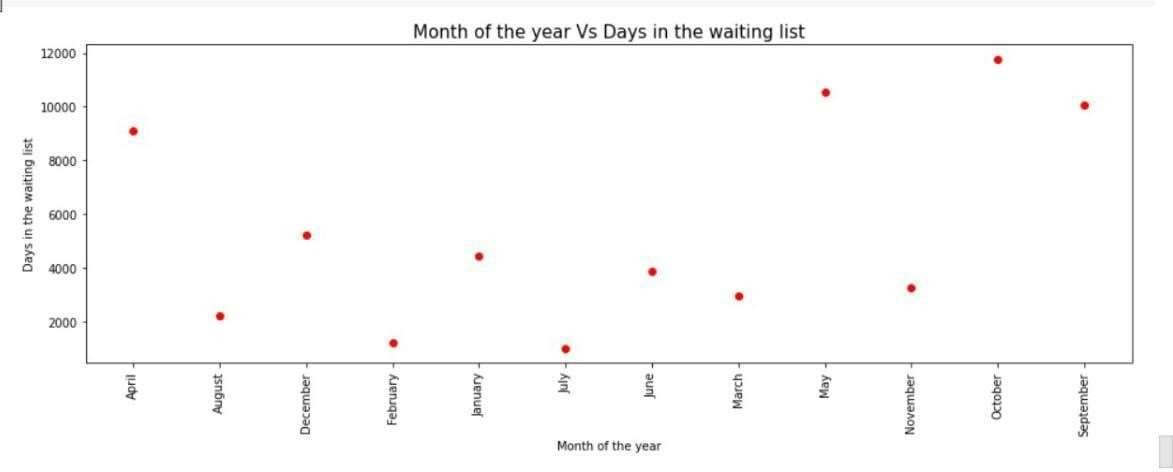 Month of the year Vs Days in the waiting list
12000
10000
8000
6000
4000
2000
Days in the waiting list
April
August
December
February
January
July
June
March
May
November
October
September
Month of the year